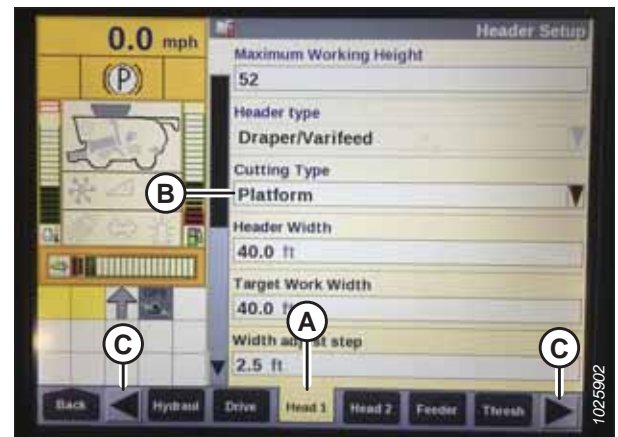 0.0 mph
Header Setup
(P)
Maximum Working Height
52
Header type
Draper/Varifeed
Cutting Type
B
Platform
Header Width
40.0 ft
Target Work Width
40.0 ft
A
Width adjust step
C
C
2.5 ft
Back
Hydraul
Drive
Head 1
Head 2
Feeder
Thresh
1025902